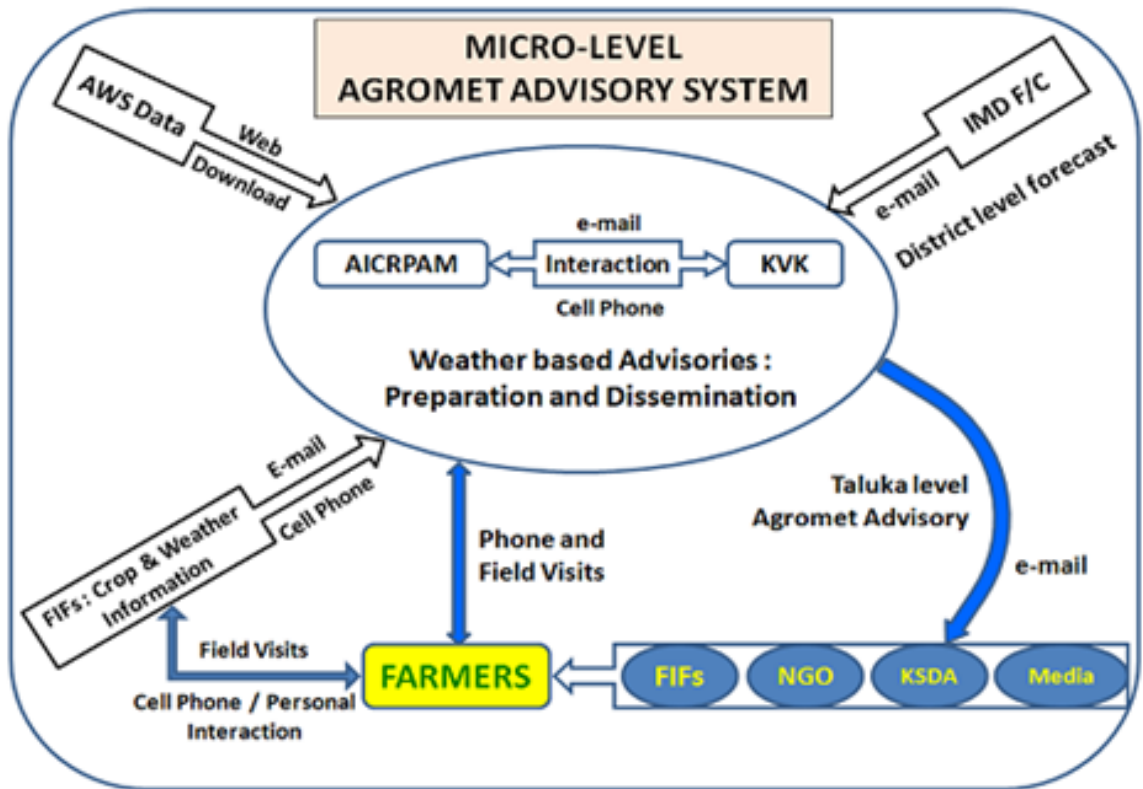 MICRO-LEVEL
AGROMET ADVISORY SYSTEM
AWS Data
Web
Download
IMD F/C
e-mail
District level forecast
e-mail
AICRPAM
Interaction
KVK
Cell Phone
Weather based Advisories :
Preparation and Dissemination
E-mail
Cell Phone
FIFs : Crop & Weather
Information
Phone and
Field Visits
Taluka level
Agromet Advisory
e-mail
Field Visits
Cell Phone / Personal
Interaction
FARMERS
FIFs
NGO
KSDA
Media